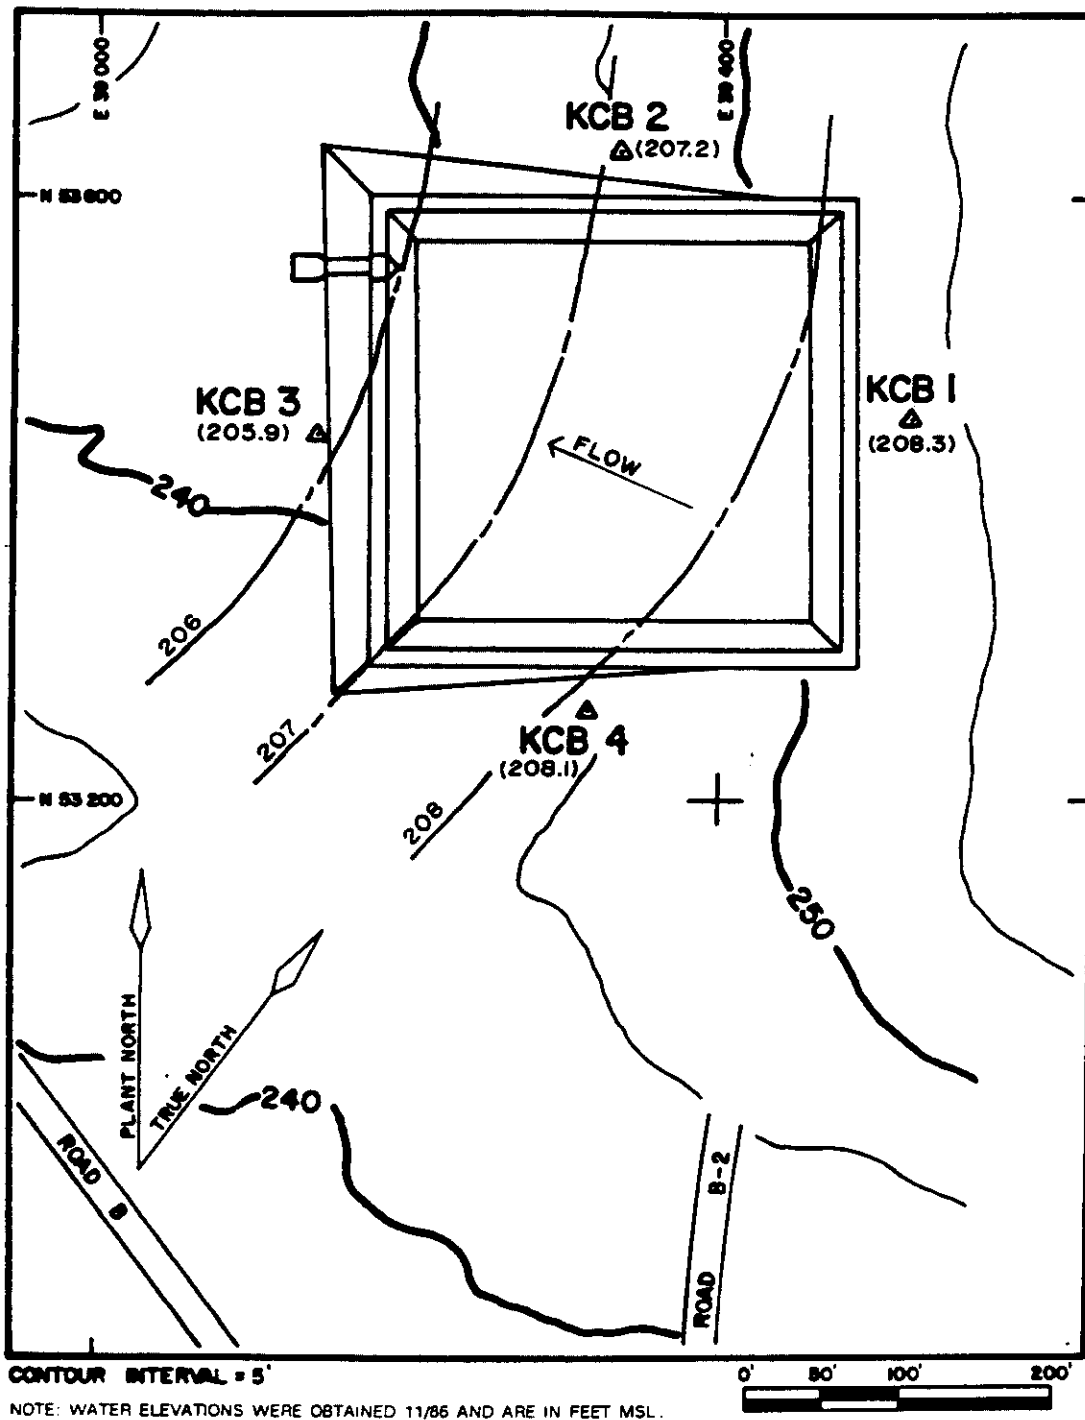 E 39 000
E 39 400
KCB 2
(207.2)
N 53 600
KCB 3
(205.9)
KCB 1
(208.3)
FLOW
240
206
207
KCB 4
(208.1)
N 53 200
208
250
PLANT NORTH
TRUE NORTH
240
ROAD B
ROAD B-2
CONTOUR INTERVAL = 5'
0' 50' 100' 200'
NOTE: WATER ELEVATIONS WERE OBTAINED 11/86 AND ARE IN FEET MSL.